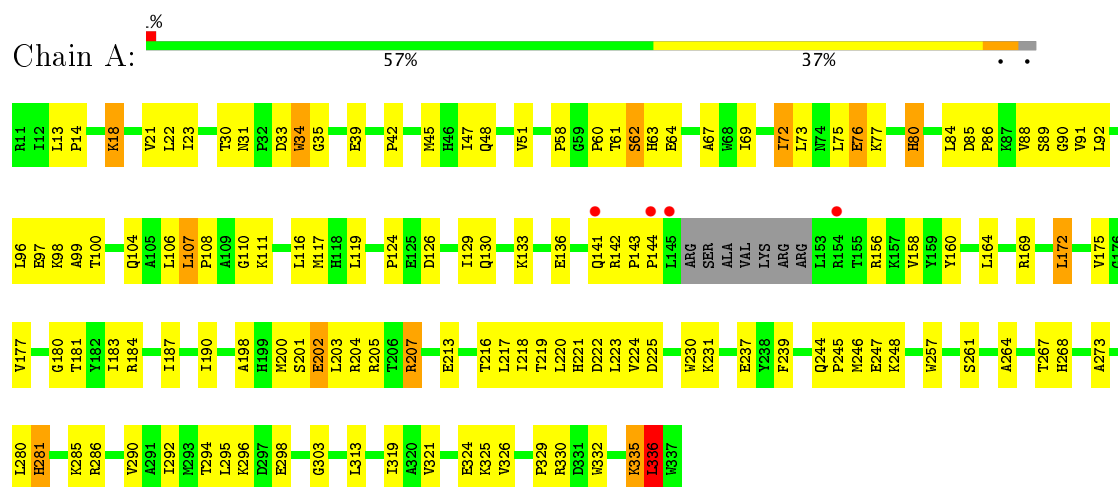 .%
Chain A:
57% 37% • •
R11 I12 L13 P14 K18 V21 L22 I23 T30 N31 P32 D33 W34 G35 E39 P42 M45 H46 I47 Q48 V51 P58 G59 P60 T61 S62 H63 E64 A67 W68 I69 I72 L73 N74 L75 E76 K77 H80 L84 D85 P86 K87 V88 S89 G90 V91 L92
L96 E97 K98 A99 T100 Q104 A105 L106 L107 P108 A109 G110 K111 L116 M117 H118 L119 P124 E125 D126 I129 Q130 K133 E136 Q141 R142 P143 P144 L145 ARG SER ALA VAL LYS ARG ARG L153 R154 T155 R156 K157 V158 Y159 Y160 L164 R169 L172 V175 G176
V177 G180 T181 Y182 I183 R184 I187 I190 A198 H199 M200 S201 E202 L203 R204 R205 T206 R207 E213 T216 L217 I218 T219 L220 H221 D222 L223 V224 D225 W230 K231 E237 Y238 F239 Q244 P245 M246 E247 K248 W257 S261 A264 T267 H268 A273
L280 H281 K285 R286 V290 A291 I292 M293 T294 L295 K296 D297 E298 G303 L313 I319 A320 V321 E324 K325 V326 P329 R330 D331 W332 K335 L336 W337